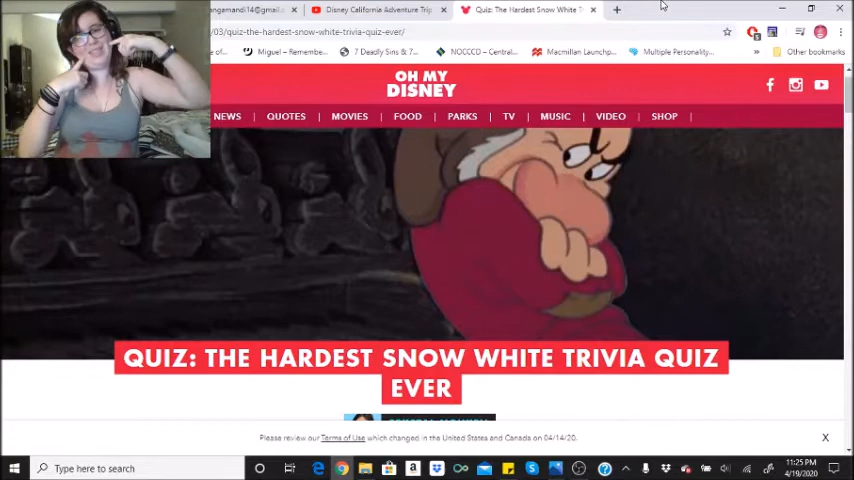 angamandi14@gmail.
Disney California Adventure Trip
Quiz: The Hardest Snow White Tr
/03/quiz-the-hardest-snow-white-trivia-quiz-ever/
Miguel – Rememb...
7 Deadly Sins & 7...
NOCCCD – Central...
Macmillan Launchp...
Multiple Personality...
»
Other bookmarks
OH MY
DISNEY
NEWS | QUOTES | MOVIES | FOOD | PARKS | TV | MUSIC | VIDEO | SHOP |
QUIZ: THE HARDEST SNOW WHITE TRIVIA QUIZ
EVER
Please review our Terms of Use which changed in the United States and Canada on 04/14/20.
X
Type here to search
11:25 PM
4/19/2020